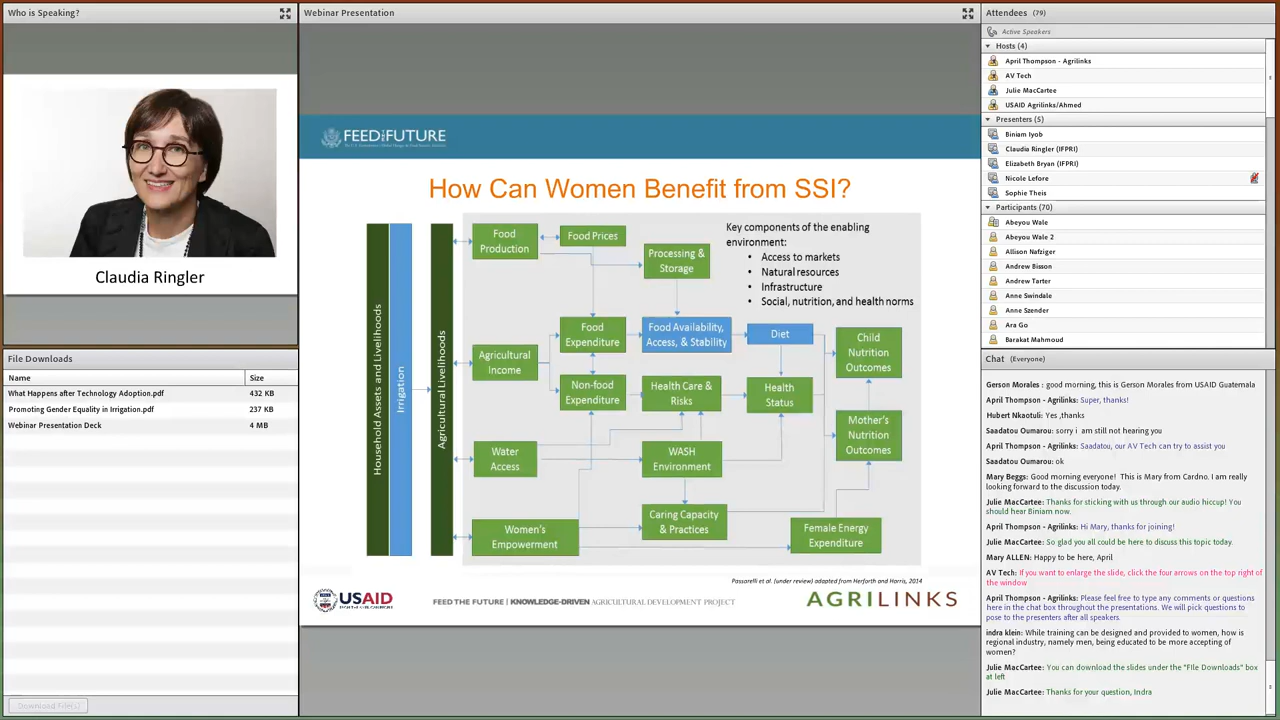 Who is Speaking?
Claudia Ringler
File Downloads
Name Size
What Happens after Technology Adoption.pdf 432 KB
Promoting Gender Equality in Irrigation.pdf 237 KB
Webinar Presentation Deck 4 MB
Download File(s)
Webinar Presentation
FEED THE FUTURE
How Can Women Benefit from SSI?
Household Assets and Livelihoods
Irrigation
Agricultural Livelihoods
Food
Production
Food Prices
Processing &
Storage
Key components of the enabling
environment:
• Access to markets
• Natural resources
• Infrastructure
• Social, nutrition, and health norms
Agricultural
Income
Food
Expenditure
Food Availability,
Access, & Stability
Diet
Child
Nutrition
Outcomes
Non-food
Expenditure
Health Care &
Risks
Health
Status
Mother's
Nutrition
Outcomes
Water
Access
WASH
Environment
Women's
Empowerment
Caring Capacity
& Practices
Female Energy
Expenditure
Passarelli et al. (under review) adapted from Herforth and Harris, 2014
USAID
FEED THE FUTURE | KNOWLEDGE-DRIVEN AGRICULTURAL DEVELOPMENT PROJECT
AGRILINKS
Attendees (79)
Active Speakers
Hosts (4)
April Thompson - Agrilinks
AV Tech
Julie MacCartee
USAID Agrilinks/Ahmed
Presenters (5)
Biniam Iyob
Claudia Ringler (IFPRI)
Elizabeth Bryan (IFPRI)
Nicole Lefore
Sophie Theis
Participants (70)
Abeyou Wale
Abeyou Wale 2
Allison Nafziger
Andrew Bisson
Andrew Tarter
Anne Swindale
Anne Szender
Ara Go
Barakat Mahmoud
Chat (Everyone)
Gerson Morales : good morning, this is Gerson Morales from USAID Guatemala
April Thompson - Agrilinks: Super, thanks!
Hubert Nkaotuli: Yes ,thanks
Saadatou Oumarou: sorry i am still not hearing you
April Thompson - Agrilinks: Saadatou, our AV Tech can try to assist you
Saadatou Oumarou: ok
Mary Beggs: Good morning everyone! This is Mary from Cardno. I am really
looking forward to the discussion today.
Julie MacCartee: Thanks for sticking with us through our audio hiccup! You
should hear Biniam now.
April Thompson - Agrilinks: Hi Mary, thanks for joining!
Julie MacCartee: So glad you all could be here to discuss this topic today.
Mary ALLEN: Happy to be here, April
AV Tech: If you want to enlarge the slide, click the four arrows on the top right of
the window
April Thompson - Agrilinks: Please feel free to type any comments or questions
here in the chat box throughout the presentations. We will pick questions to
pose to the presenters after all speakers.
indra klein: While training can be designed and provided to women, how is
regional industry, namely men, being educated to be more accepting of
women?
Julie MacCartee: You can download the slides under the "FIle Downloads" box
at left
Julie MacCartee: Thanks for your question, Indra